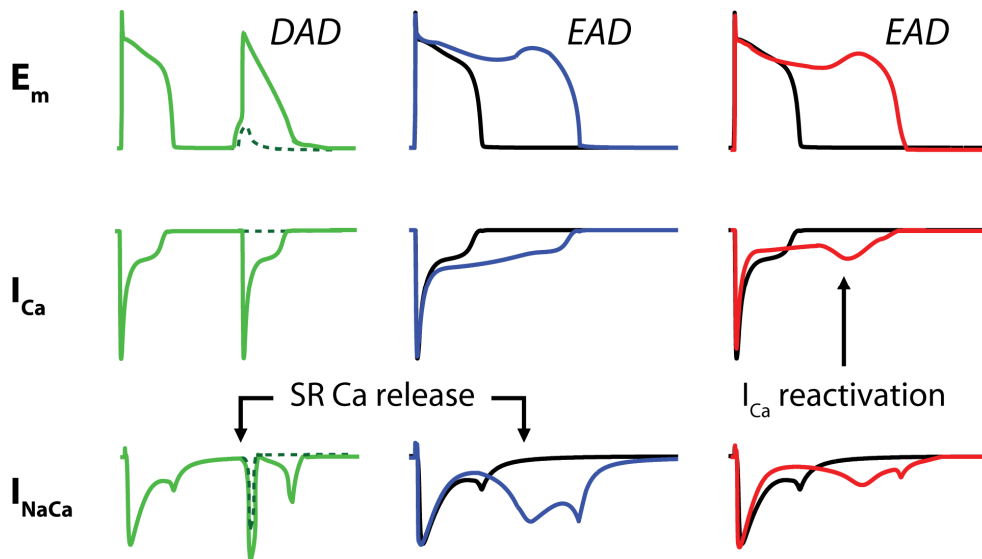 DAD
EAD
EAD
Em
ICa
SR Ca release
ICa reactivation
INaCa